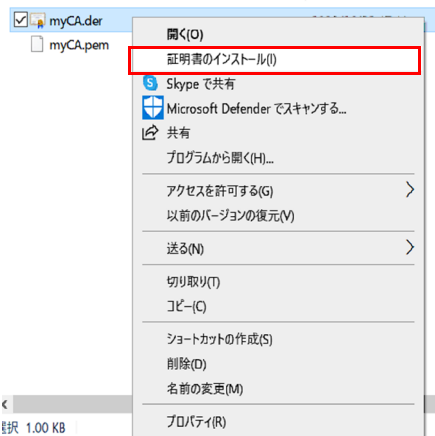 myCA.der
myCA.pem
開く(O)
証明書のインストール(I)
Skype で共有
Microsoft Defender でスキャンする...
共有
プログラムから開く(H)...
アクセスを許可する(G)
以前のバージョンの復元(V)
送る(N)
切り取り(T)
コピー(C)
ショートカットの作成(S)
削除(D)
名前の変更(M)
プロパティ(R)
選択 1.00 KB